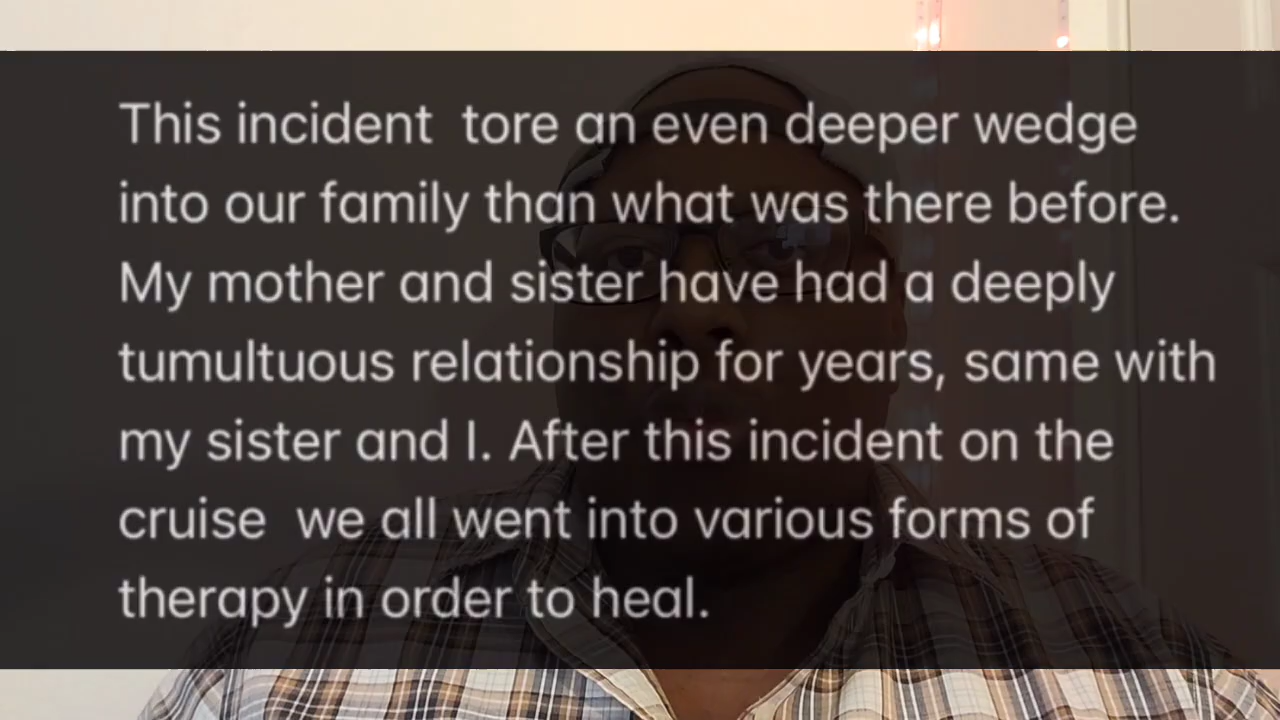 This incident  tore an even deeper wedge
into our family than what was there before.
My mother and sister have had a deeply
tumultuous relationship for years, same with
my sister and I. After this incident on the
cruise  we all went into various forms of
therapy in order to heal.